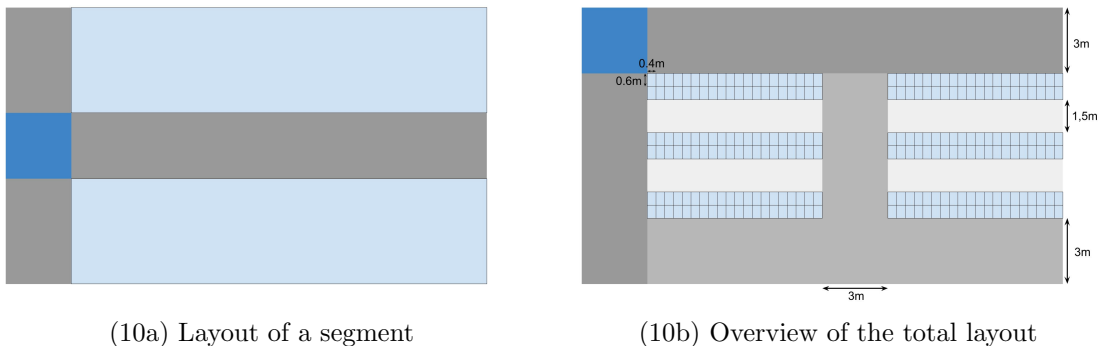 3m
0.4m
0.6m
1,5m
3m
3m
(10a) Layout of a segment
(10b) Overview of the total layout